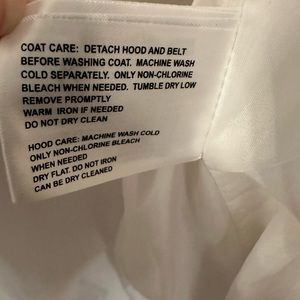 COAT CARE: DETACH HOOD AND BELT
BEFORE WASHING COAT. MACHINE WASH
COLD SEPARATELY. ONLY NON-CHLORINE
BLEACH WHEN NEEDED. TUMBLE DRY LOW
REMOVE PROMPTLY
WARM IRON IF NEEDED
DO NOT DRY CLEAN
HOOD CARE: MACHINE WASH COLD
ONLY NON-CHLORINE BLEACH
WHEN NEEDED
DRY FLAT. DO NOT IRON
CAN BE DRY CLEANED